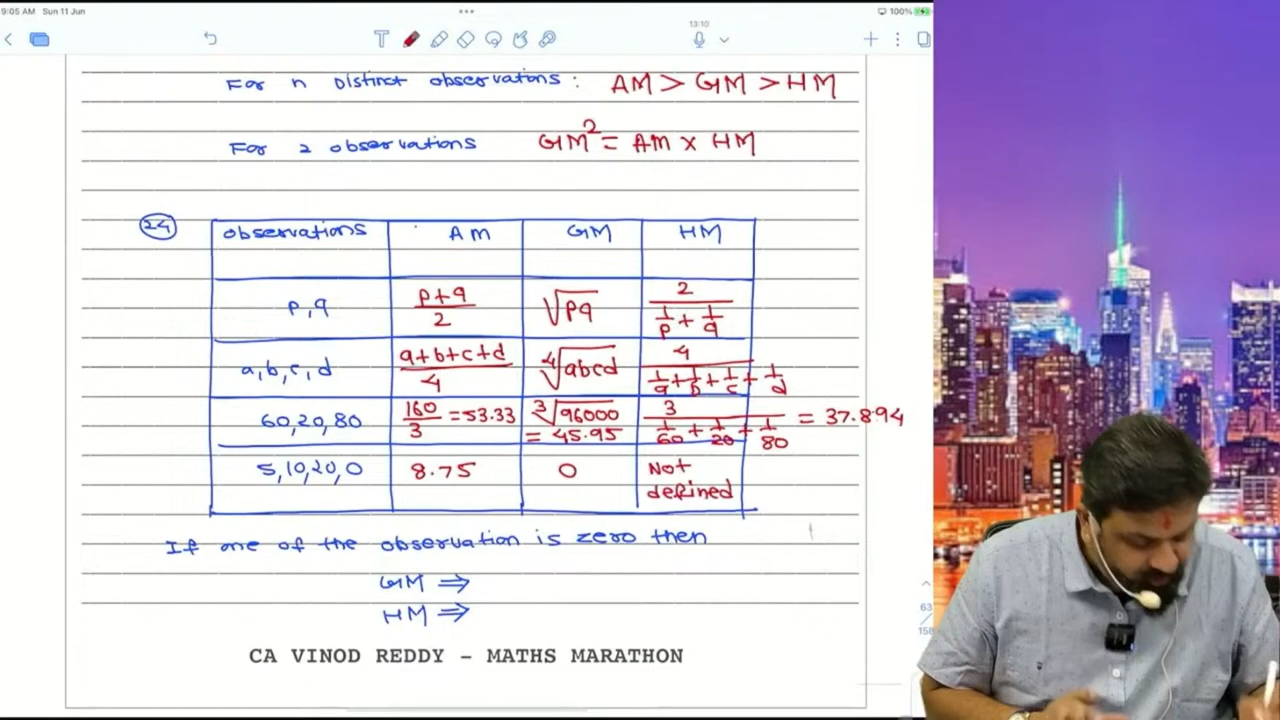 9:05 AM Sun 11 Jun
100%
13:10
For n Distinct observations : AM > GM > HM
For 2 observations GM² = AM × HM
24
observations AM GM HM
p,q p+q/2 √pq 2/(1/p + 1/q)
a,b,c,d a+b+c+d/4 ∜abcd 4/(1/a + 1/b + 1/c + 1/d)
60,20,80 160/3 = 53.33 ∛96000 = 45.95 3/(1/60 + 1/20 + 1/80) = 37.894
5,10,20,0 8.75 0 Not defined
If one of the observation is zero then
GM ⇒
HM ⇒
63
/
158
CA VINOD REDDY – MATHS MARATHON